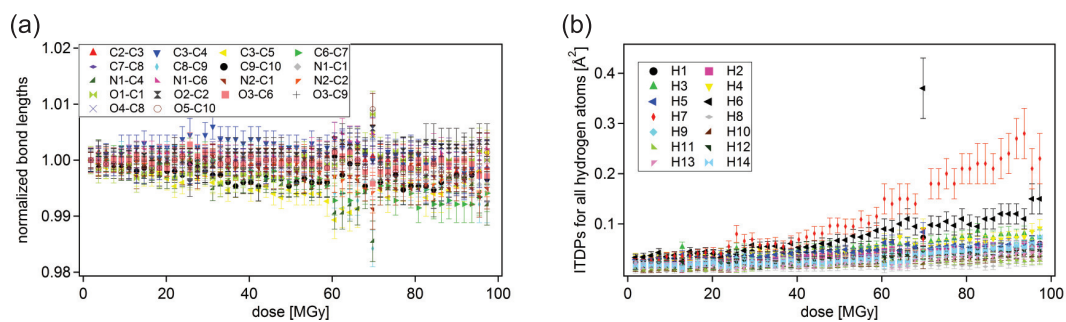 (a)
1.02
1.01
1.00
0.99
0.98
normalized bond lengths
C2-C3 C3-C4 C3-C5 C6-C7
C7-C8 C8-C9 C9-C10 N1-C1
N1-C4 N1-C6 N2-C1 N2-C2
O1-C1 O2-C2 O3-C6 O3-C9
O4-C8 O5-C10
0 20 40 60 80 100
dose [MGy]
(b)
0.4
0.3
0.2
0.1
ITDPs for all hydrogen atoms [Å²]
H1 H2
H3 H4
H5 H6
H7 H8
H9 H10
H11 H12
H13 H14
0 20 40 60 80 100
dose [MGy]